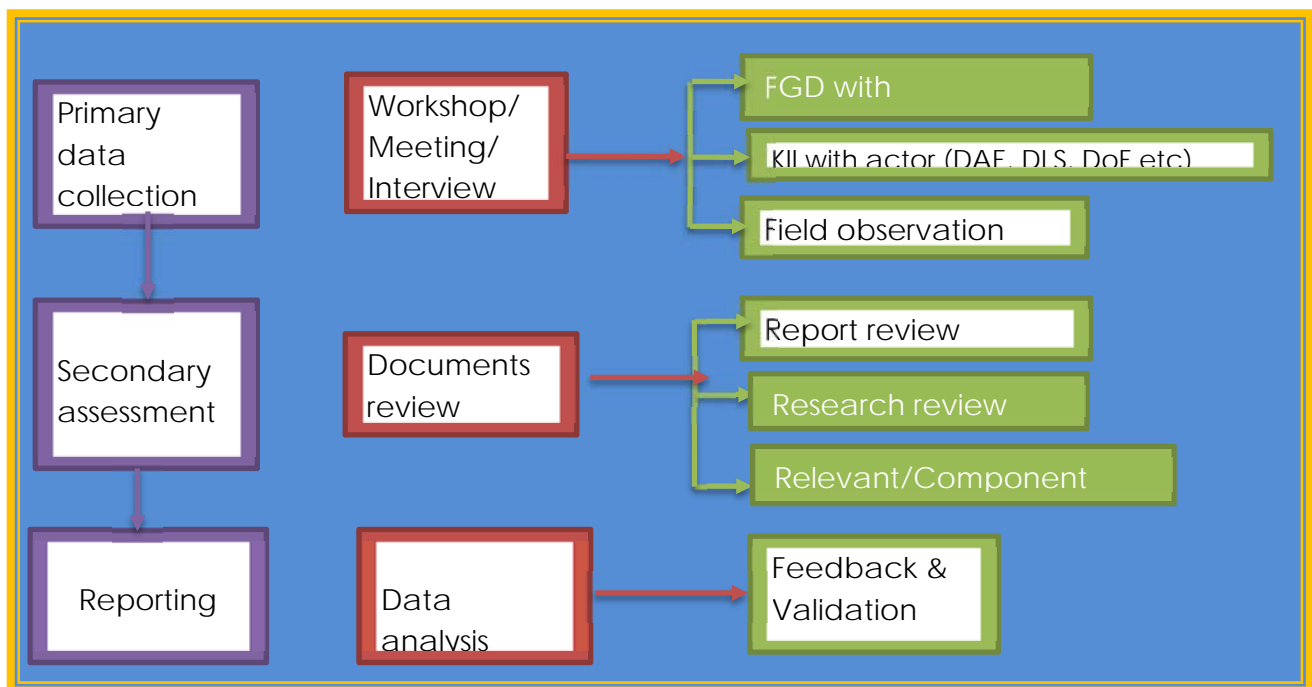 Primary
data
collection
Workshop/
Meeting/
Interview
FGD with
KII with actor (DAE, DLS, DoF etc)
Field observation
Secondary
assessment
Documents
review
Report review
Research review
Relevant/Component
Reporting
Data
analysis
Feedback &
Validation